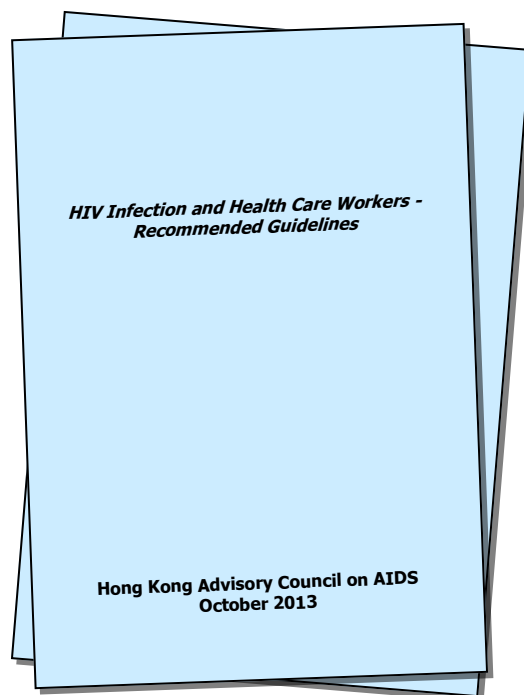 HIV Infection and Health Care Workers -
Recommended Guidelines
Hong Kong Advisory Council on AIDS
October 2013